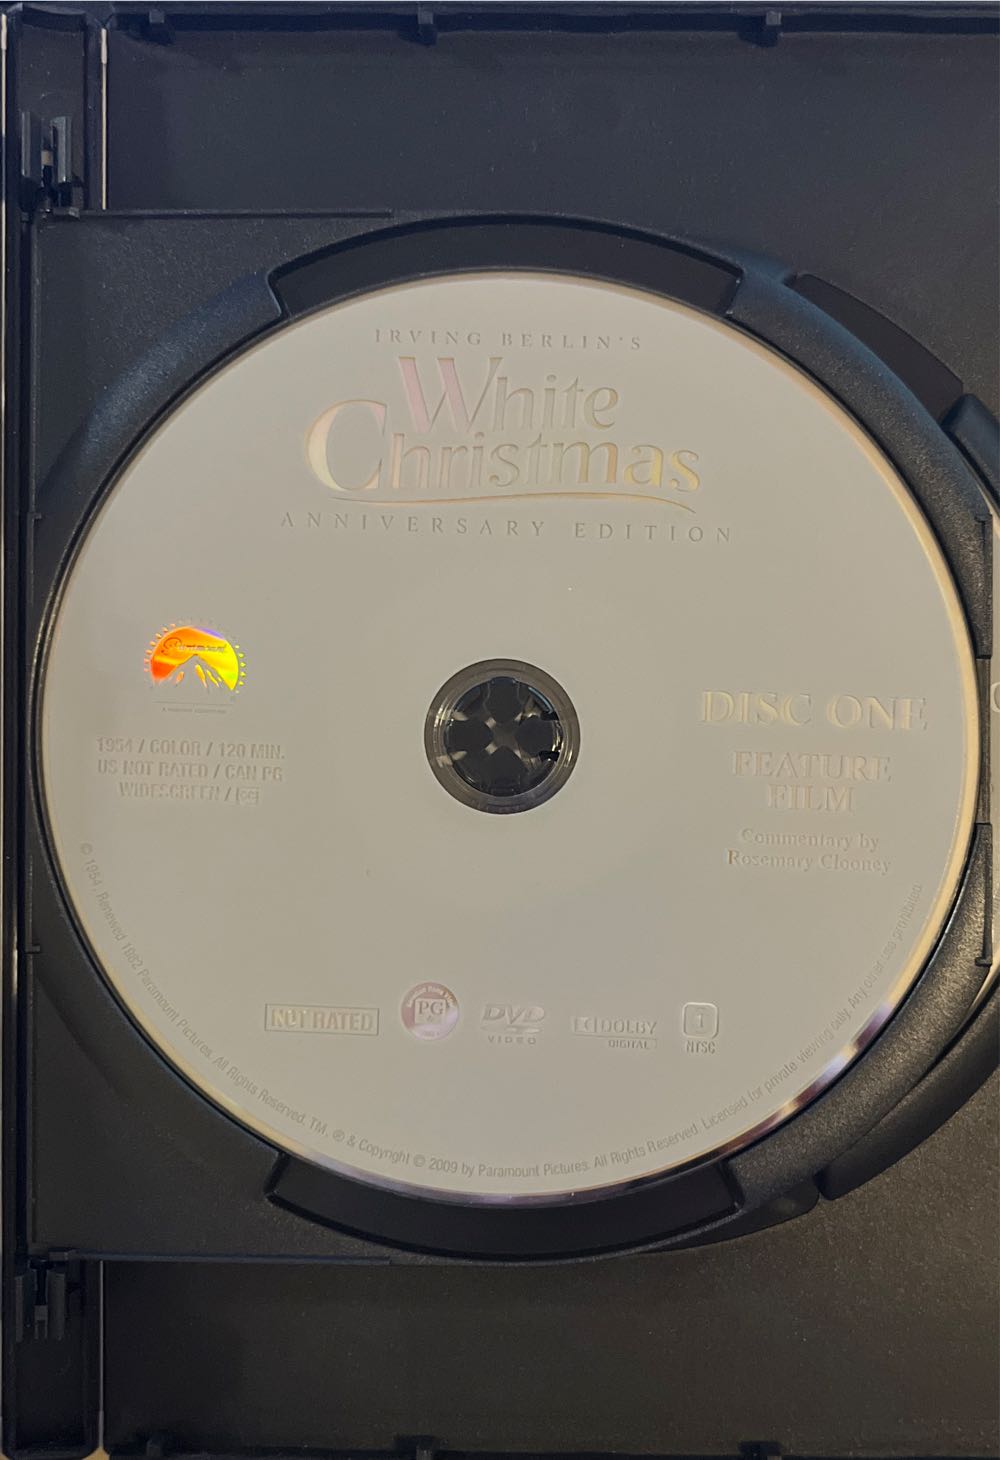 IRVING BERLIN'S
White
Christmas
ANNIVERSARY EDITION
Paramount
DISC ONE
FEATURE
FILM
Commentary by
Rosemary Clooney
1954 / COLOR / 120 MIN.
US NOT RATED / CAN PG
WIDESCREEN / CC
NOT RATED
PG
DVD
VIDEO
DOLBY
DIGITAL
1
NTSC
© 1954, Renewed 1982 Paramount Pictures. All Rights Reserved. TM, ® & Copyright © 2009 by Paramount Pictures. All Rights Reserved. Licensed for private viewing only. Any other use prohibited.